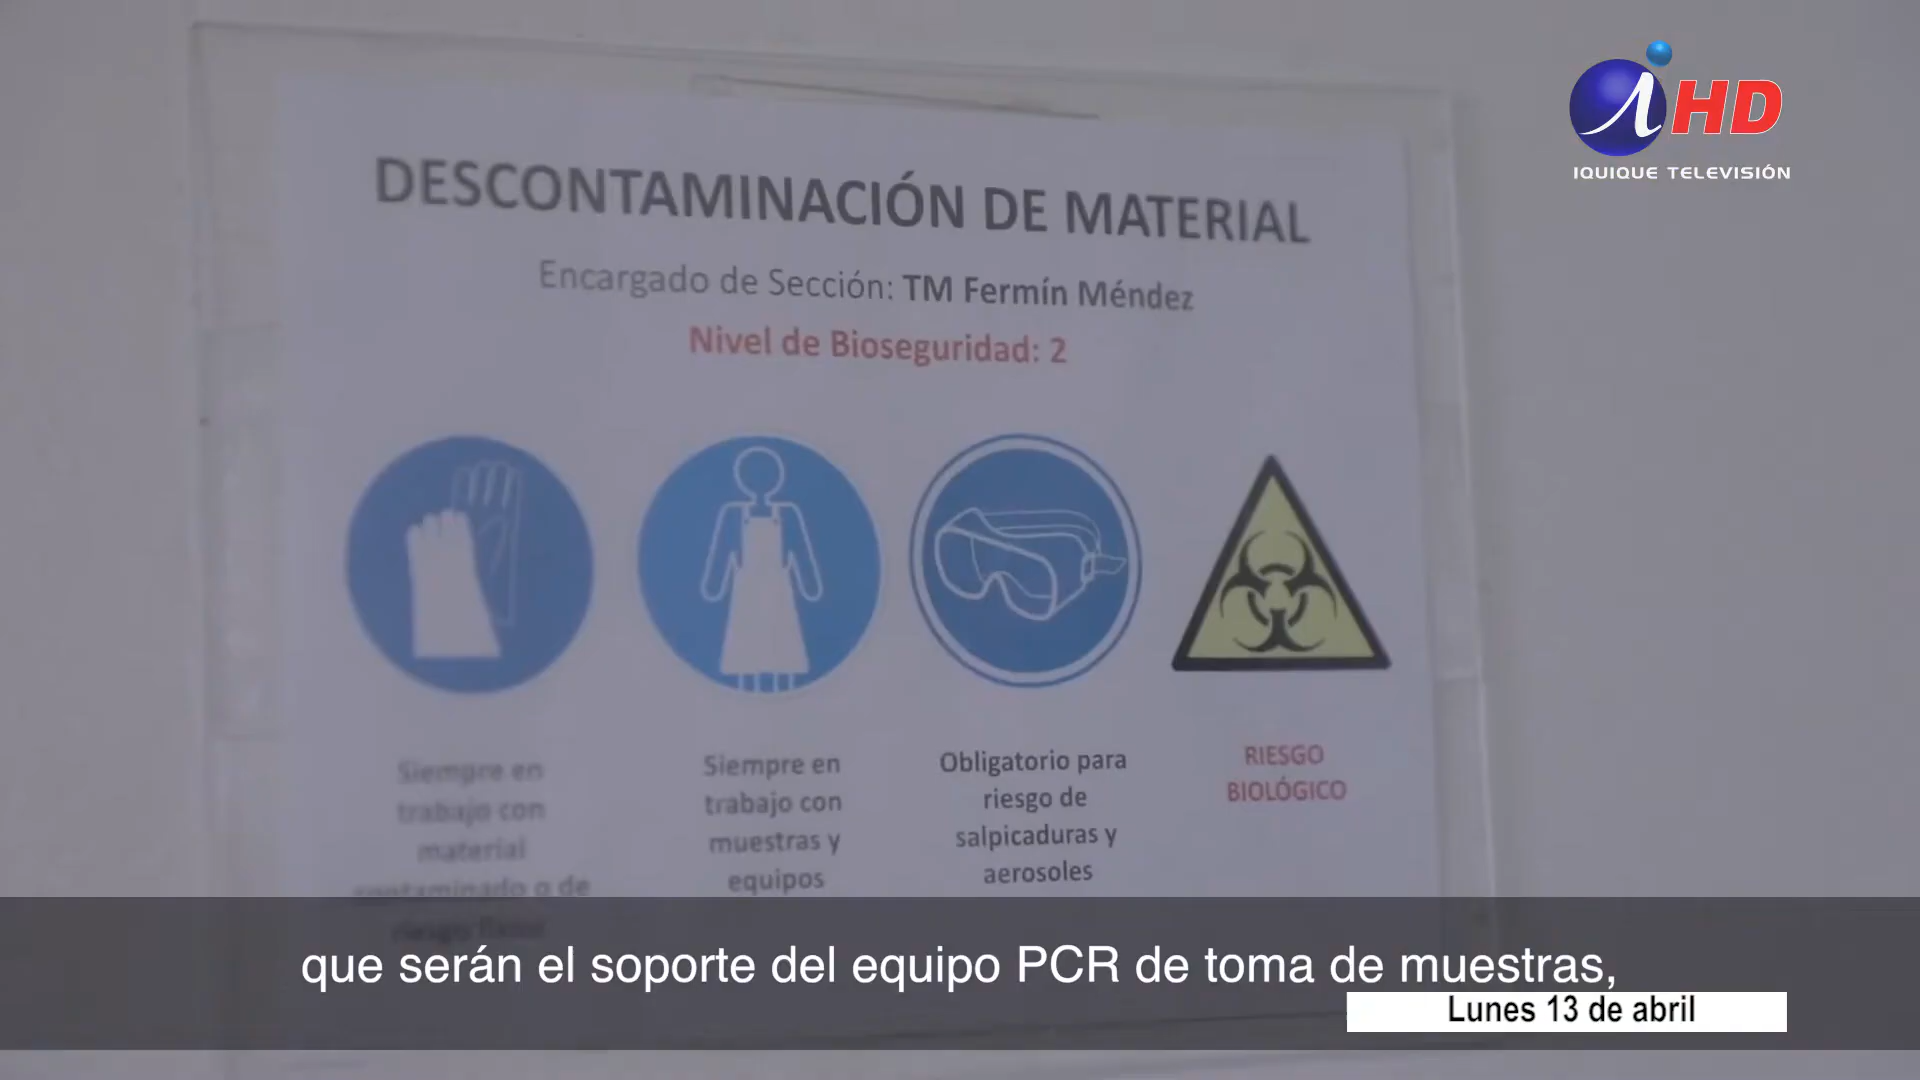 HD
IQUIQUE TELEVISIÓN
DESCONTAMINACIÓN DE MATERIAL
Encargado de Sección: TM Fermín Méndez
Nivel de Bioseguridad: 2
Siempre en
trabajo con
material
contaminado o de
Siempre en
trabajo con
muestras y
equipos
Obligatorio para
riesgo de
salpicaduras y
aerosoles
RIESGO
BIOLÓGICO
que serán el soporte del equipo PCR de toma de muestras,
Lunes 13 de abril